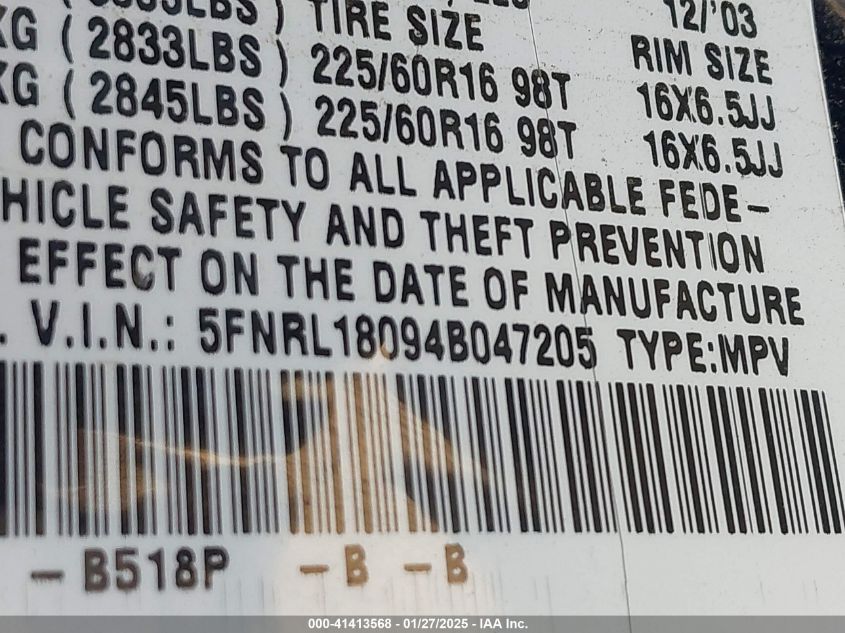 LBS ) TIRE SIZE 12/'03
KG ( 2833LBS ) 225/60R16 98T RIM SIZE
KG ( 2845LBS ) 225/60R16 98T 16X6.5JJ
CONFORMS TO ALL APPLICABLE FEDE- 16X6.5JJ
HICLE SAFETY AND THEFT PREVENTION
EFFECT ON THE DATE OF MANUFACTURE
. V.I.N.: 5FNRL18094B047205 TYPE:MPV
- B518P - B - B
000-41413568 - 01/27/2025 - IAA Inc.